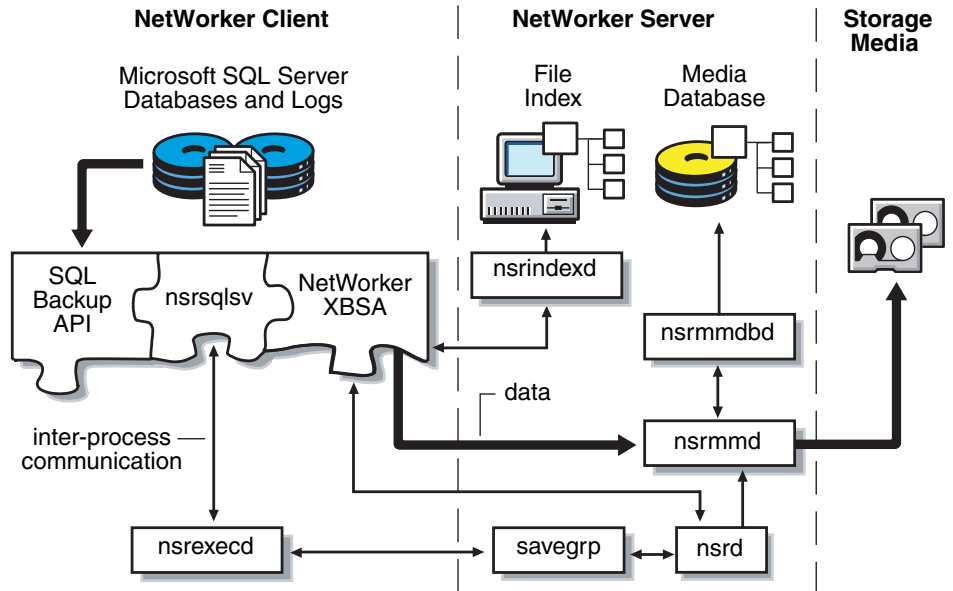 NetWorker Client
NetWorker Server
Storage
Media
Microsoft SQL Server
Databases and Logs
File
Index
Media
Database
SQL
Backup
API
nsrsqlsv
NetWorker
XBSA
nsrindexd
nsrmmdbd
data
inter-process
communication
nsrmmd
nsrexecd
savegrp
nsrd